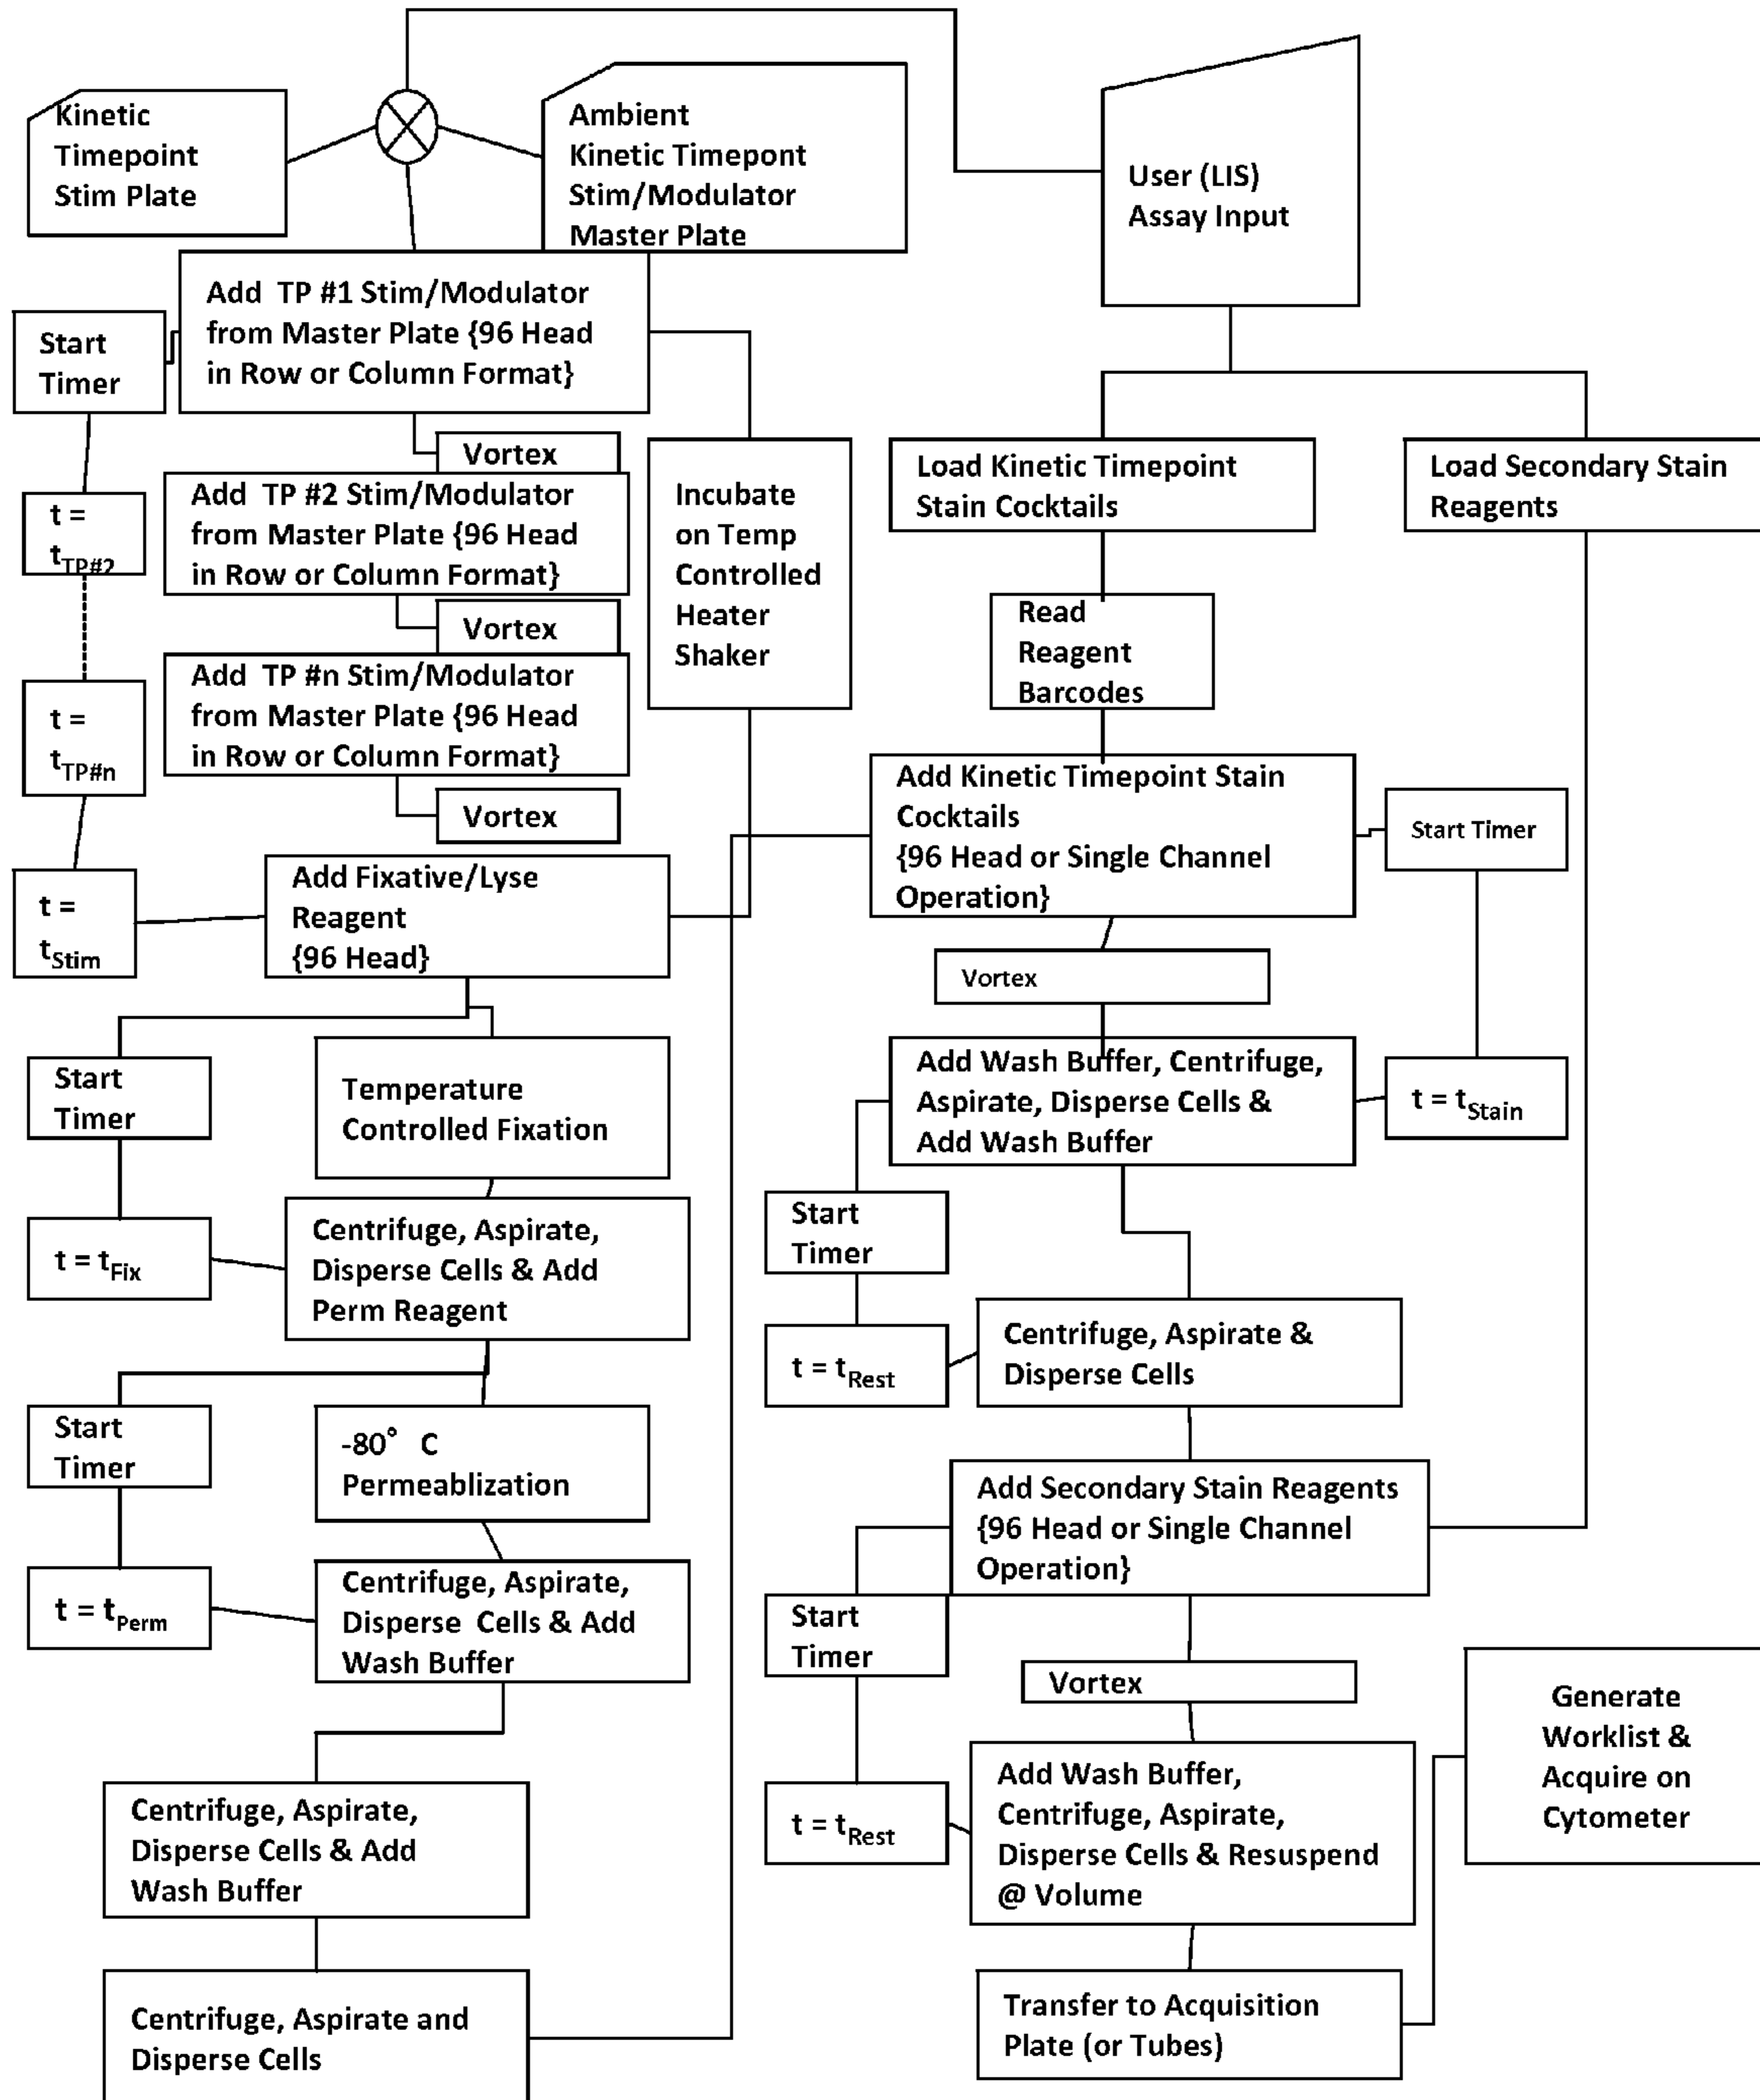 Kinetic
Timepoint
Stim Plate
Ambient
Kinetic Timepont
Stim/Modulator
Master Plate
User (LIS)
Assay Input
Add TP #1 Stim/Modulator
from Master Plate {96 Head
in Row or Column Format}
Start
Timer
Vortex
Add TP #2 Stim/Modulator
from Master Plate {96 Head
in Row or Column Format}
t =
tTP#2
Vortex
Add TP #n Stim/Modulator
from Master Plate {96 Head
in Row or Column Format}
t =
tTP#n
Vortex
Incubate
on Temp
Controlled
Heater
Shaker
t =
tStim
Add Fixative/Lyse
Reagent
{96 Head}
Start
Timer
Temperature
Controlled Fixation
t = tFix
Centrifuge, Aspirate,
Disperse Cells & Add
Perm Reagent
Start
Timer
-80° C
Permeablization
t = tPerm
Centrifuge, Aspirate,
Disperse Cells & Add
Wash Buffer
Centrifuge, Aspirate,
Disperse Cells & Add
Wash Buffer
Centrifuge, Aspirate and
Disperse Cells
Load Kinetic Timepoint
Stain Cocktails
Load Secondary Stain
Reagents
Read
Reagent
Barcodes
Add Kinetic Timepoint Stain
Cocktails
{96 Head or Single Channel
Operation}
Start Timer
Vortex
Add Wash Buffer, Centrifuge,
Aspirate, Disperse Cells &
Add Wash Buffer
t = tStain
Start
Timer
t = tRest
Centrifuge, Aspirate &
Disperse Cells
Add Secondary Stain Reagents
{96 Head or Single Channel
Operation}
Start
Timer
Vortex
t = tRest
Add Wash Buffer,
Centrifuge, Aspirate,
Disperse Cells & Resuspend
@ Volume
Transfer to Acquisition
Plate (or Tubes)
Generate
Worklist &
Acquire on
Cytometer